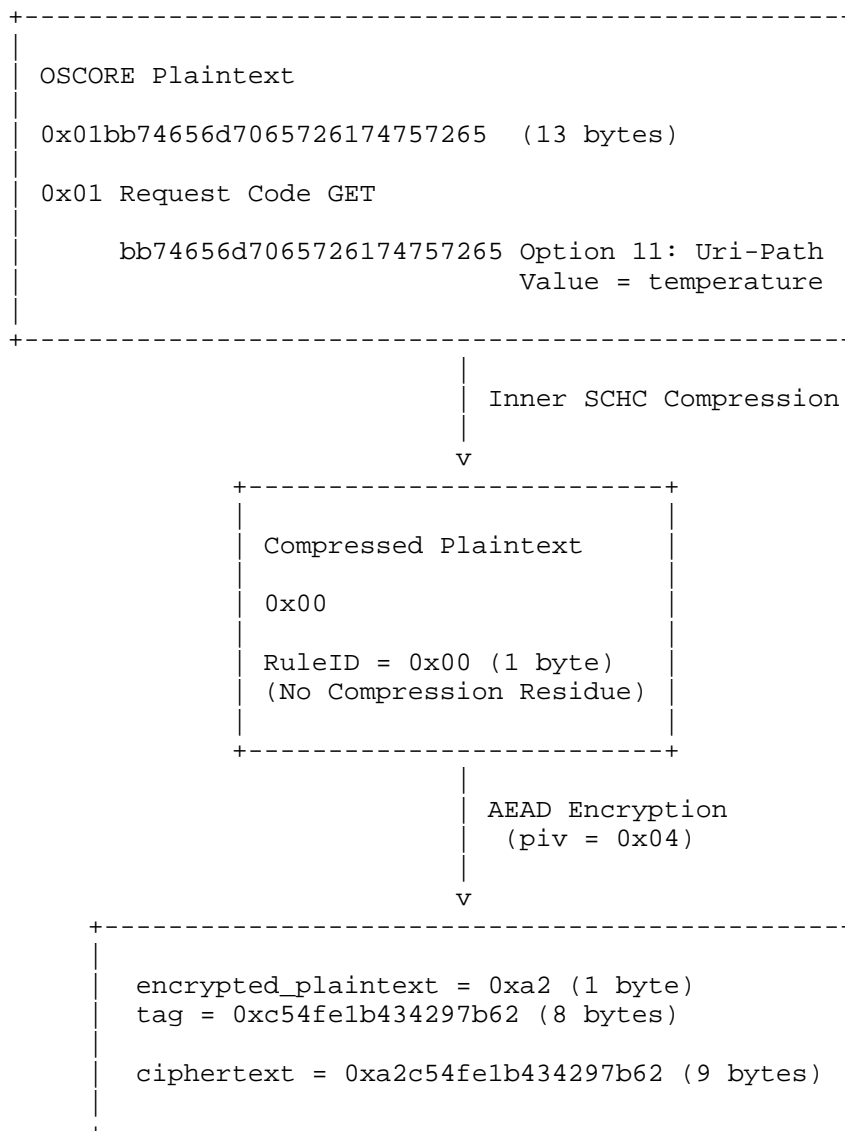 OSCORE Plaintext
0x01bb74656d7065726174757265  (13 bytes)
0x01 Request Code GET
bb74656d7065726174757265 Option 11: Uri-Path
Value = temperature
Inner SCHC Compression
v
Compressed Plaintext
0x00
RuleID = 0x00 (1 byte)
(No Compression Residue)
AEAD Encryption
(piv = 0x04)
v
encrypted_plaintext = 0xa2 (1 byte)
tag = 0xc54fe1b434297b62 (8 bytes)
ciphertext = 0xa2c54fe1b434297b62 (9 bytes)